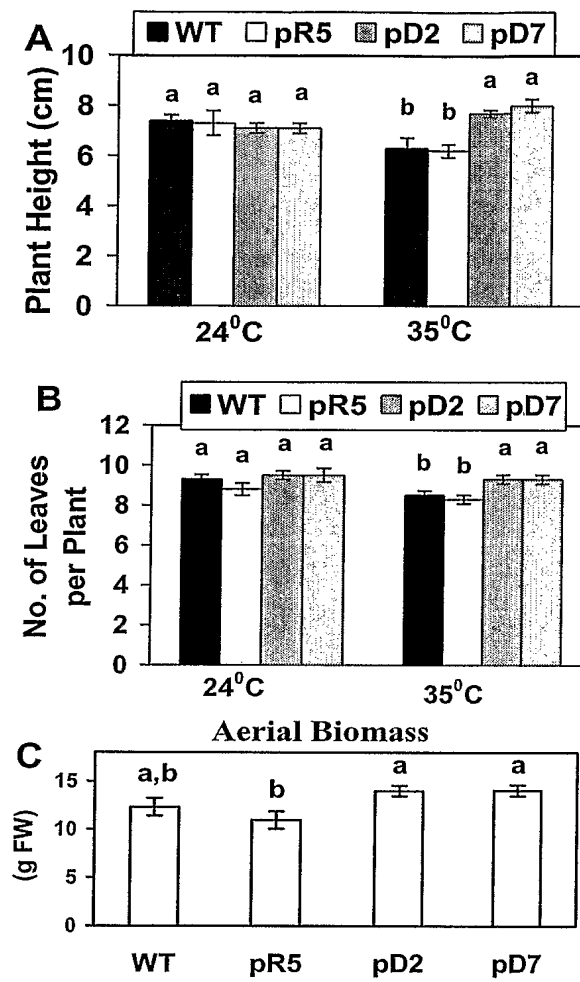 A
WT pR5 pD2 pD7
Plant Height (cm)
10
8
6
4
2
0
a a a a b b a a
24⁰C 35⁰C
B
WT pR5 pD2 pD7
No. of Leaves
per Plant
12
10
8
6
4
2
0
a a a a b b a a
24⁰C 35⁰C
Aerial Biomass
C
(g FW)
15
10
5
0
a,b b a a
WT pR5 pD2 pD7